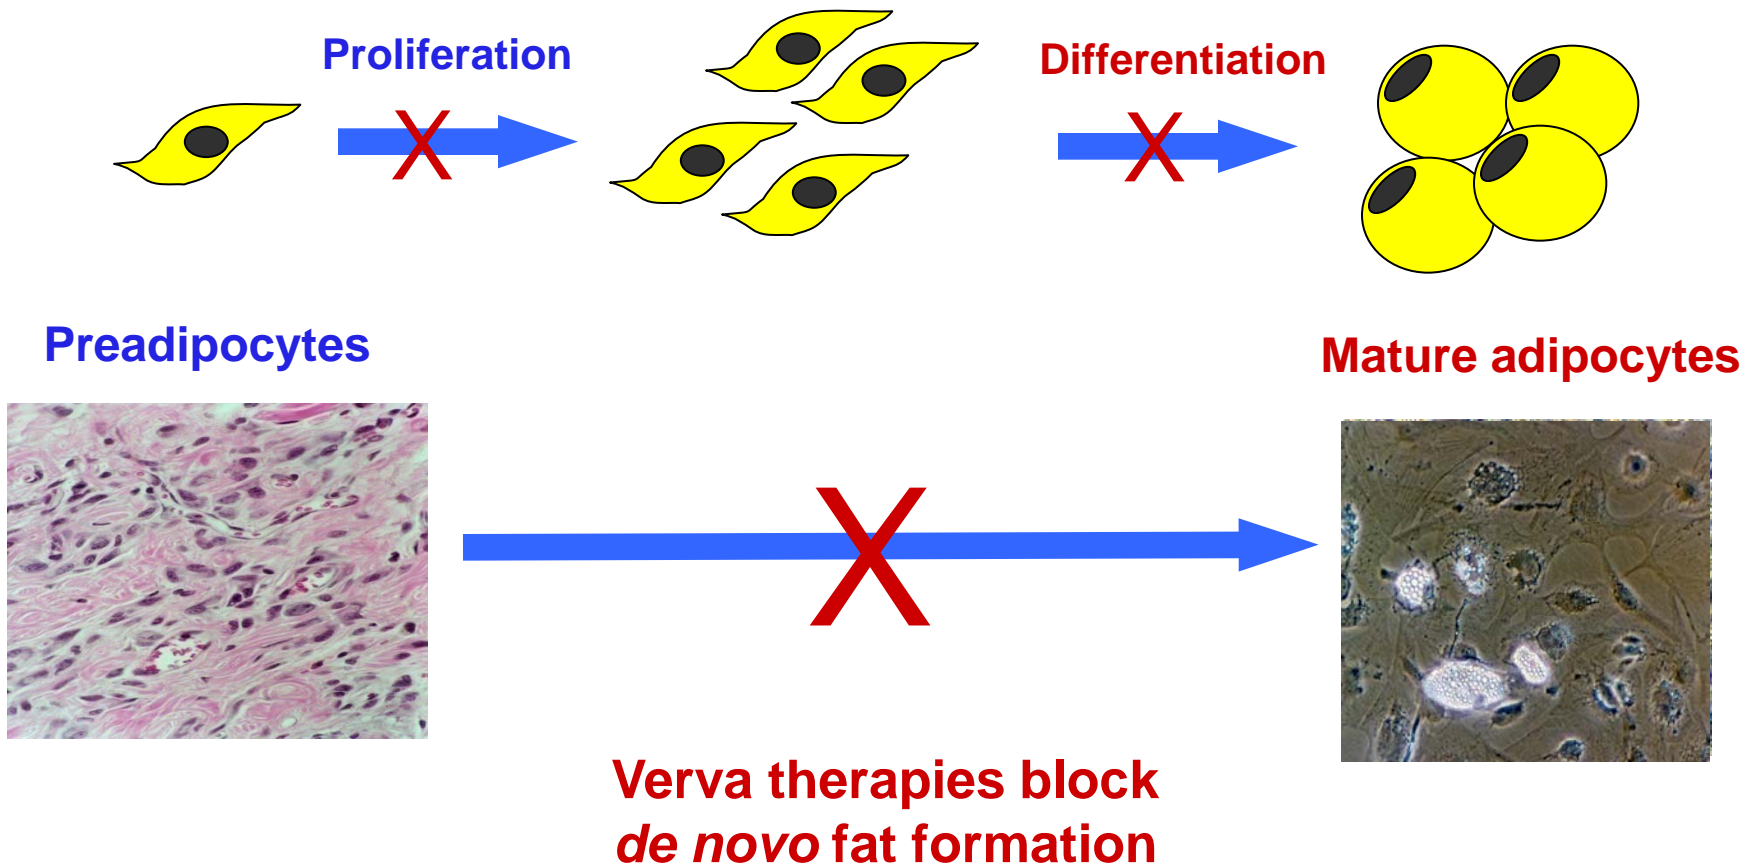 Proliferation
Differentiation
Preadipocytes
Mature adipocytes
Verva therapies block
de novo fat formation